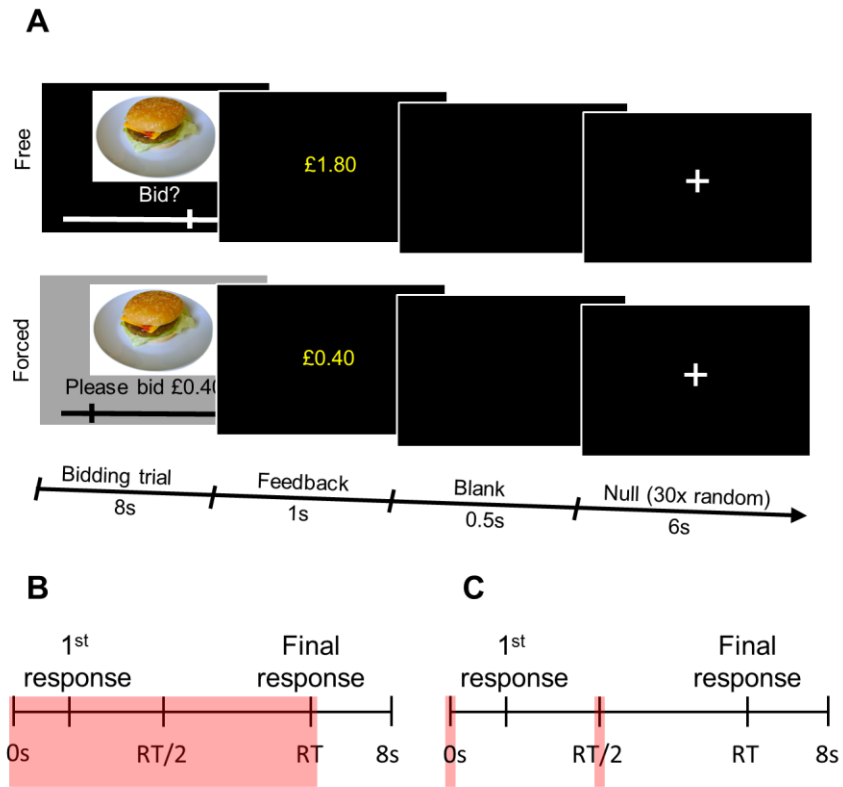 A
Free
Bid?
£1.80
+
Forced
Please bid £0.40
£0.40
+
Bidding trial
Feedback
Blank
Null (30x random)
8s
1s
0.5s
6s
B
1st
response
Final
response
0s
RT/2
RT
8s
C
1st
response
Final
response
0s
RT/2
RT
8s